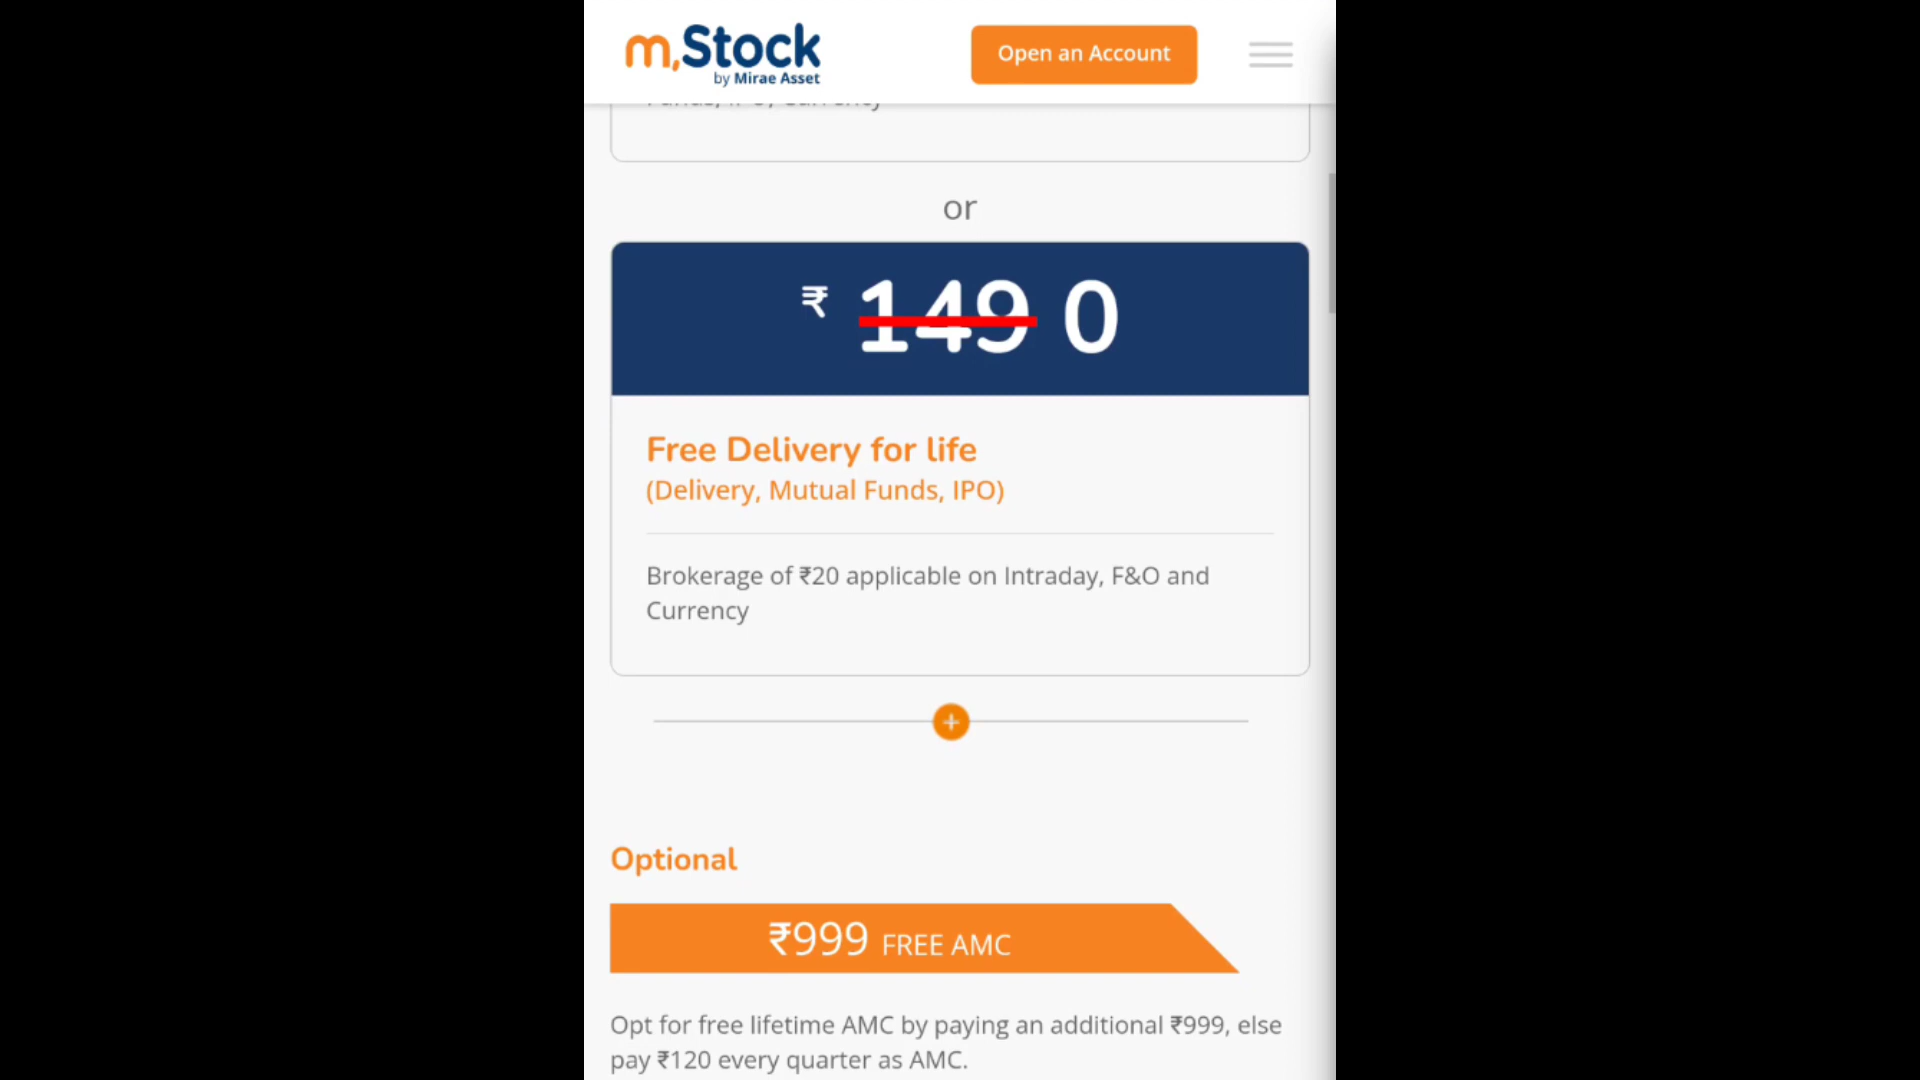 m.Stock
by Mirae Asset
Open an Account
or
₹ 149 0
Free Delivery for life
(Delivery, Mutual Funds, IPO)
Brokerage of ₹20 applicable on Intraday, F&O and
Currency
Optional
₹999 FREE AMC
Opt for free lifetime AMC by paying an additional ₹999, else
pay ₹120 every quarter as AMC.